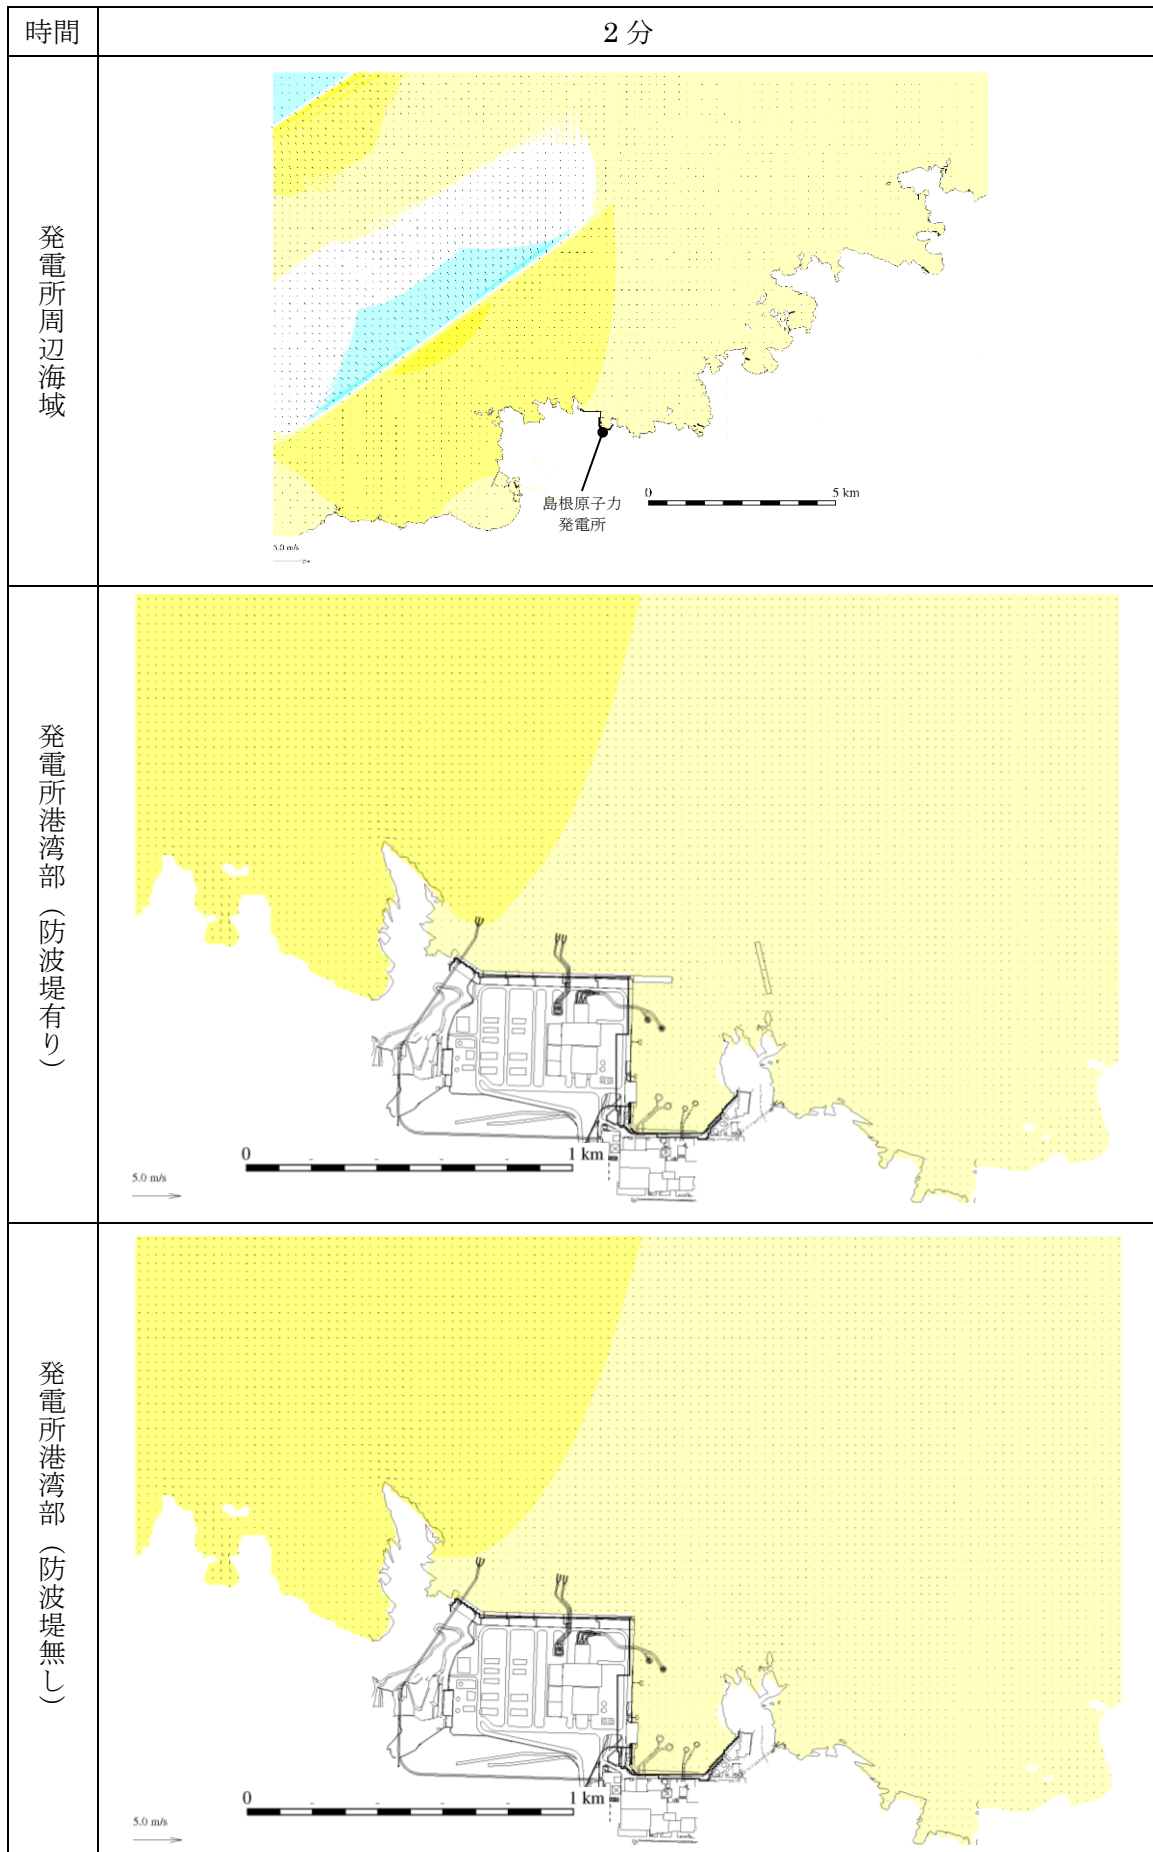 時間
2 分
発電所周辺海域
島根原子力
発電所
0
5 km
5.0 m/s
発電所港湾部（防波堤有り）
0
1 km
5.0 m/s
発電所港湾部（防波堤無し）
0
1 km
5.0 m/s